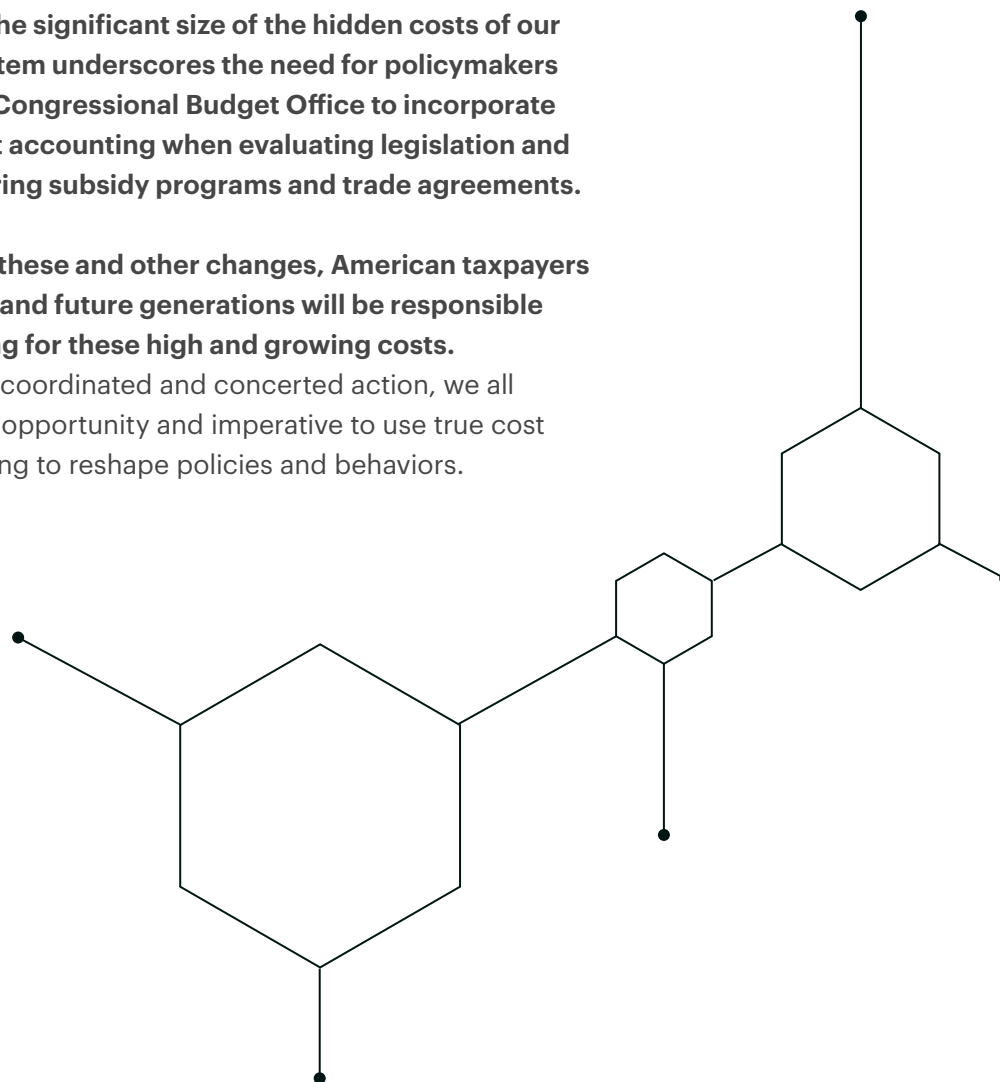 he significant size of the hidden costs of our
tem underscores the need for policymakers
Congressional Budget Office to incorporate
accounting when evaluating legislation and
ring subsidy programs and trade agreements.
these and other changes, American taxpayers
and future generations will be responsible
g for these high and growing costs.
coordinated and concerted action, we all
opportunity and imperative to use true cost
ng to reshape policies and behaviors.